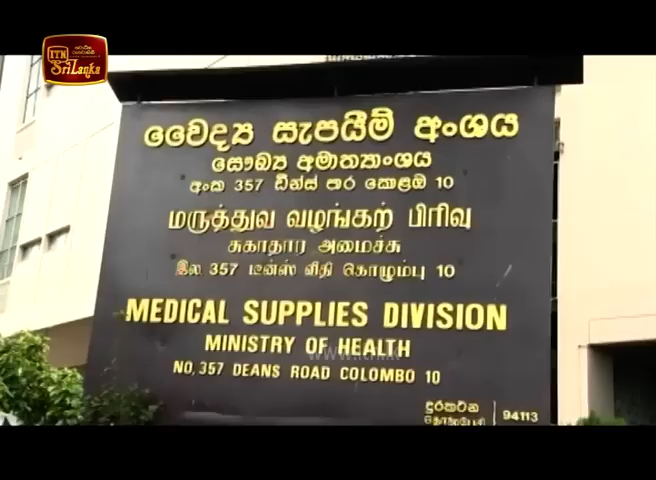 ITN
Sri Lanka
වෛද්‍ය සැපයීම් අංශය
සෞඛ්‍ය අමාත්‍යාංශය
අංක 357 ඩීන්ස් පාර කොළඹ 10
மருத்துவ வழங்கற் பிரிவு
சுகாதார அமைச்சு
இல 357 டீன்ஸ் வீதி கொழும்பு 10
MEDICAL SUPPLIES DIVISION
MINISTRY OF HEALTH
NO, 357 DEANS ROAD COLOMBO 10
දුරකථන
தொலைபேசி
94113